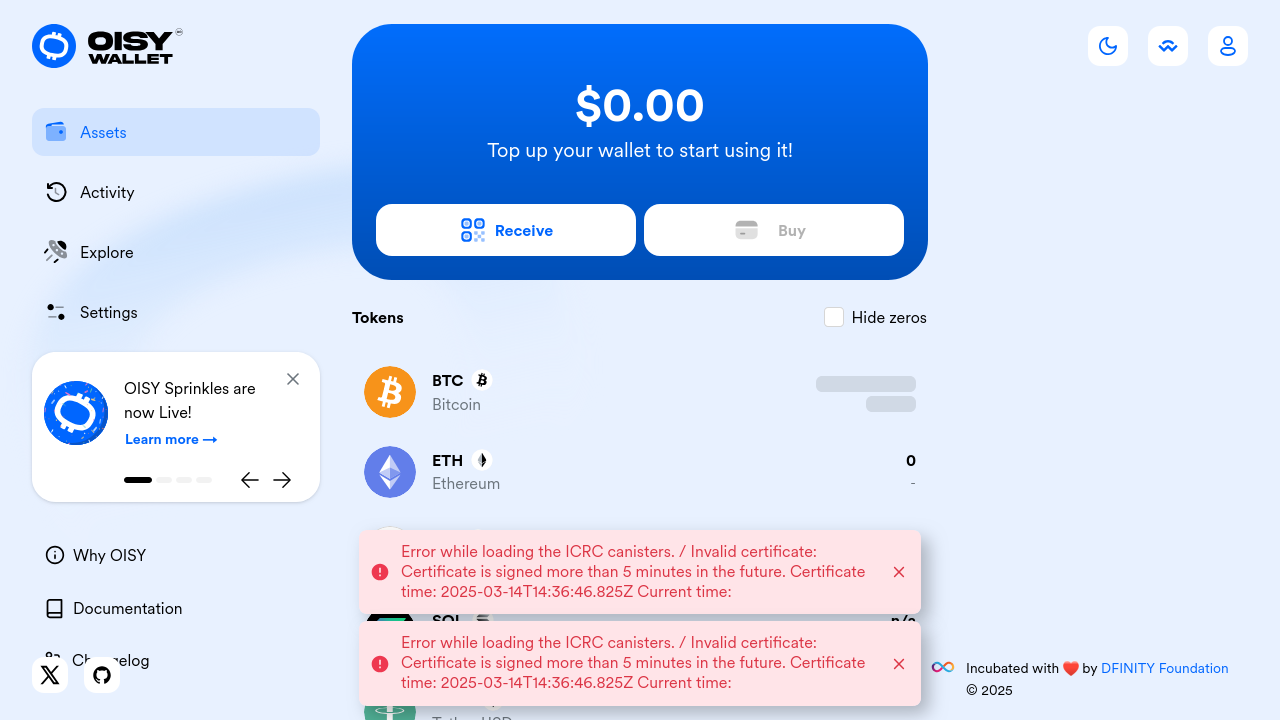 OISY
WALLET
Assets
Activity
Explore
Settings
OISY Sprinkles are
now Live!
Learn more →
Why OISY
Documentation
Changelog
$0.00
Top up your wallet to start using it!
Receive
Buy
Tokens
Hide zeros
BTC
Bitcoin
ETH
0
Ethereum
-
Error while loading the ICRC canisters. / Invalid certificate:
Certificate is signed more than 5 minutes in the future. Certificate
time: 2025-03-14T14:36:46.825Z Current time:
SOL
n/a
Error while loading the ICRC canisters. / Invalid certificate:
Certificate is signed more than 5 minutes in the future. Certificate
time: 2025-03-14T14:36:46.825Z Current time:
Tether USD
Incubated with ❤️ by DFINITY Foundation
© 2025